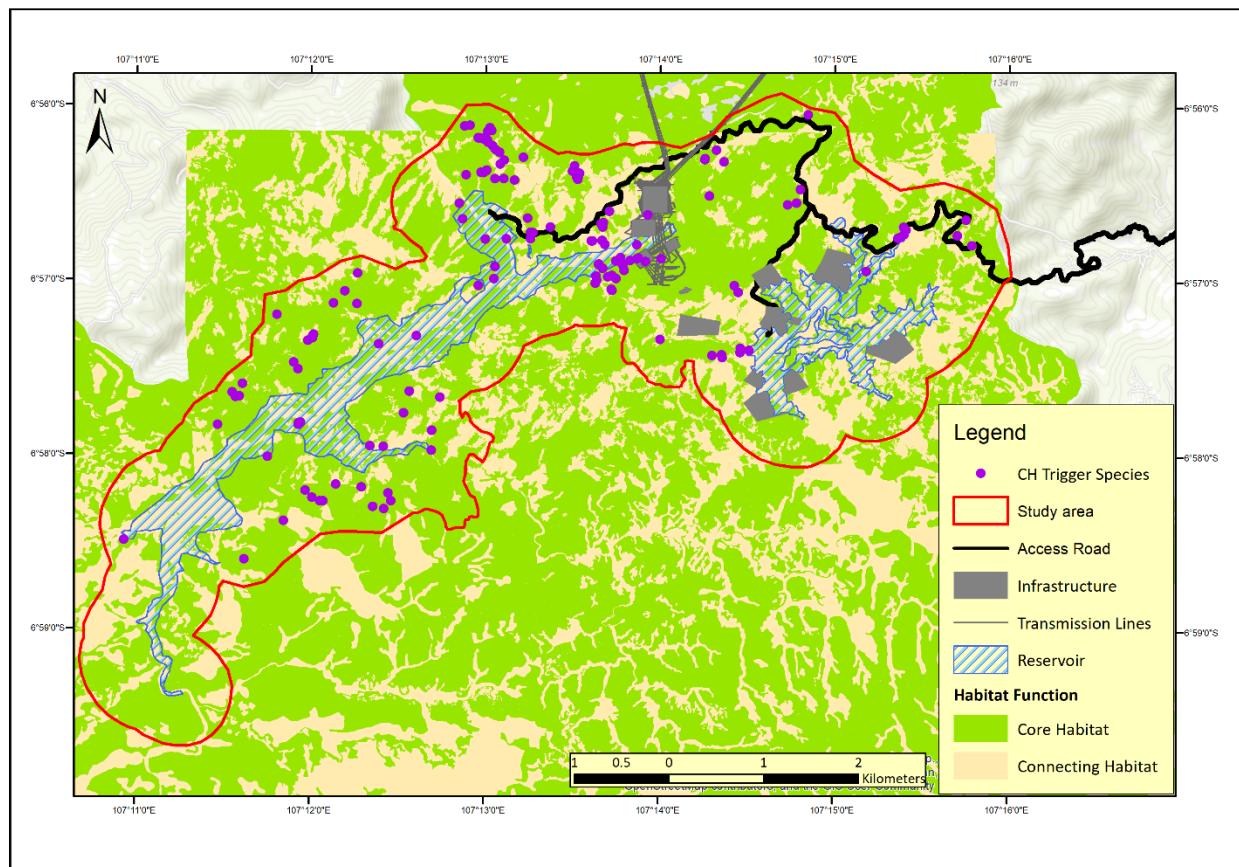 107°11'0"E 107°12'0"E 107°13'0"E 107°14'0"E 107°15'0"E 107°16'0"E
134 m
N
6°56'0"S 6°56'0"S
6°57'0"S 6°57'0"S
6°58'0"S 6°58'0"S
6°59'0"S 6°59'0"S
Legend
CH Trigger Species
Study area
Access Road
Infrastructure
Transmission Lines
Reservoir
Habitat Function
Core Habitat
Connecting Habitat
1 0.5 0 1 2
Kilometers
OpenStreetMap contributors, and the GIS User Community
107°11'0"E 107°12'0"E 107°13'0"E 107°14'0"E 107°15'0"E 107°16'0"E